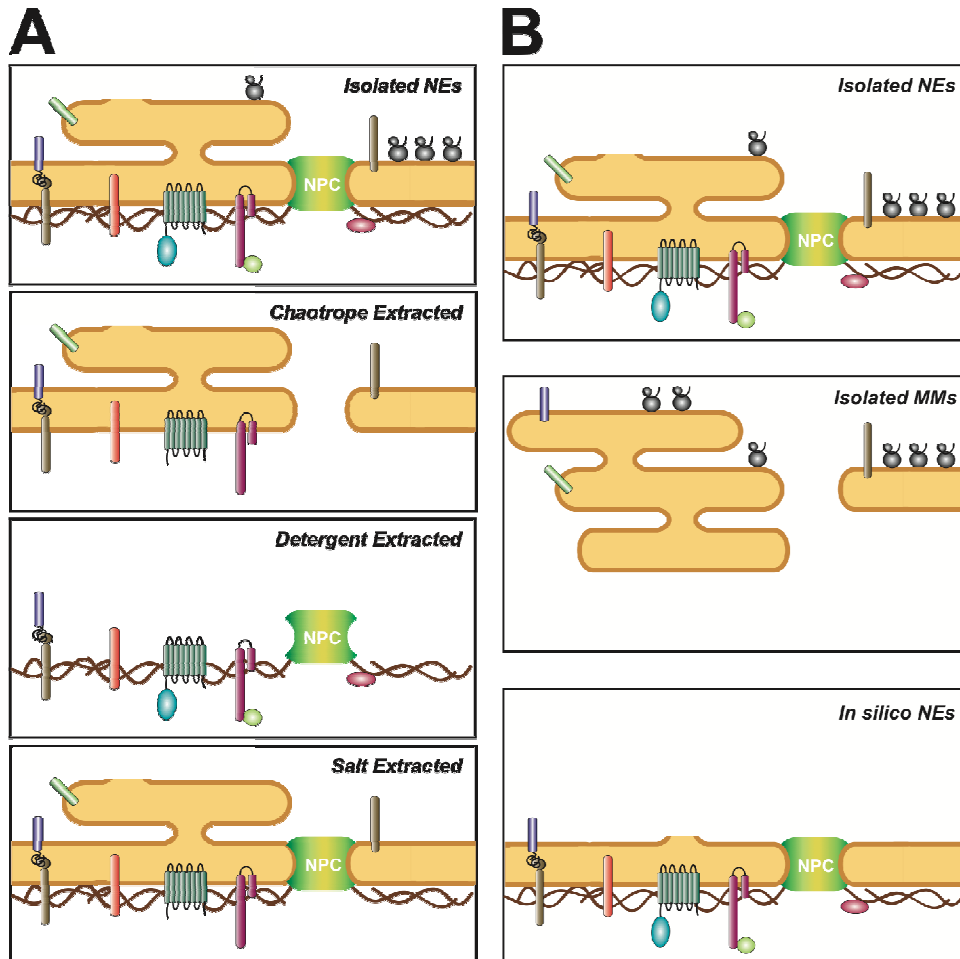 A
Isolated NEs
NPC
Chaotrope Extracted
Detergent Extracted
NPC
Salt Extracted
NPC
B
Isolated NEs
NPC
Isolated MMs
In silico NEs
NPC